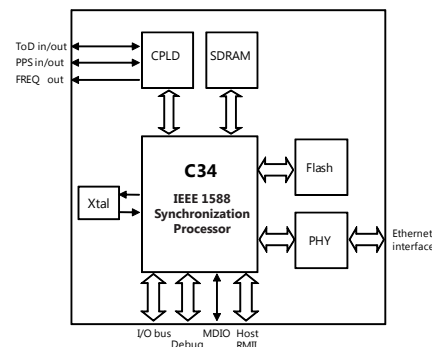 ToD in/out
PPS in/out
FREQ out
CPLD
SDRAM
C34
IEEE 1588
Synchronization
Processor
Flash
Xtal
PHY
Ethernet
interface
I/O bus
Debug
MDIO
Host
RMII